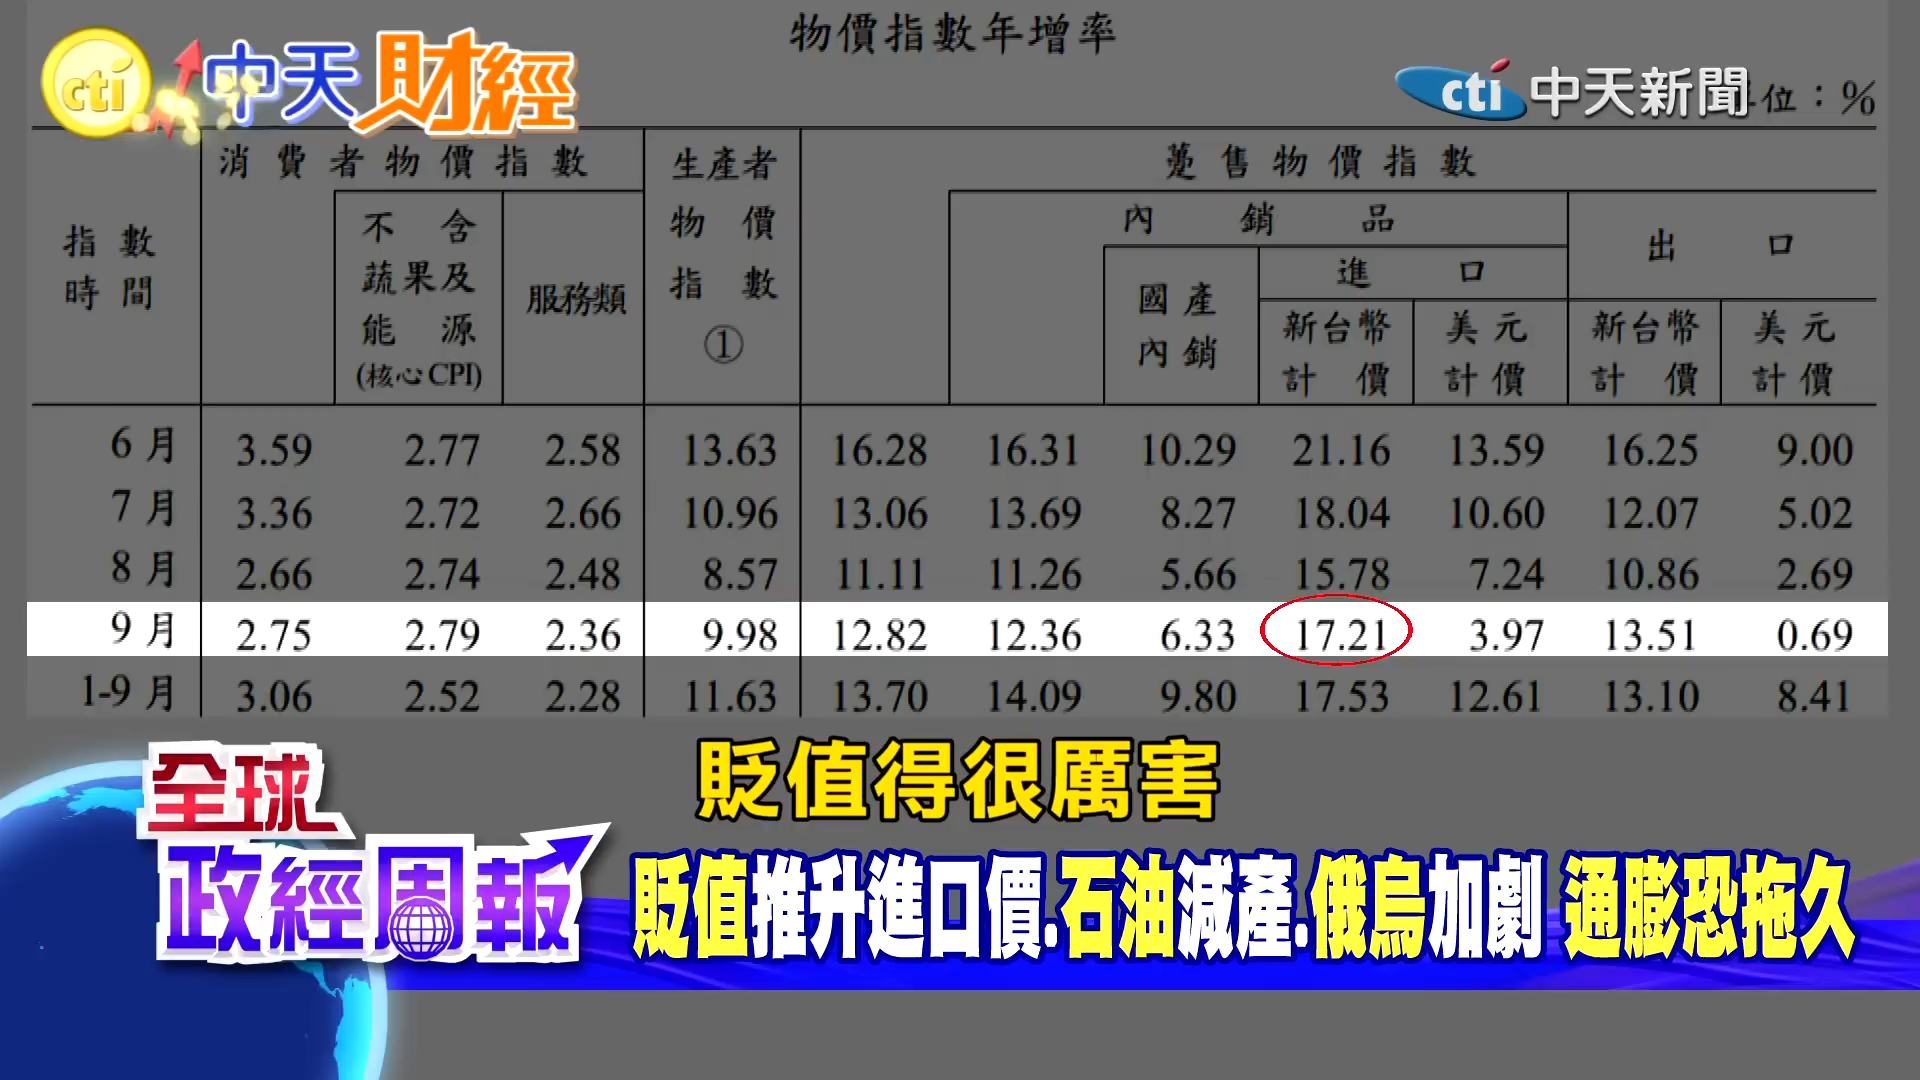 物價指數年增率
cti 中天財經
cti 中天新聞
位：%
指數時間
消費者物價指數
不含蔬果及能源(核心CPI)
服務類
生產者物價指數①
躉售物價指數
內銷品
國產內銷
進口
新台幣計價
美元計價
出口
新台幣計價
美元計價
6月 3.59 2.77 2.58 13.63 16.28 16.31 10.29 21.16 13.59 16.25 9.00
7月 3.36 2.72 2.66 10.96 13.06 13.69 8.27 18.04 10.60 12.07 5.02
8月 2.66 2.74 2.48 8.57 11.11 11.26 5.66 15.78 7.24 10.86 2.69
9月 2.75 2.79 2.36 9.98 12.82 12.36 6.33 17.21 3.97 13.51 0.69
1-9月 3.06 2.52 2.28 11.63 13.70 14.09 9.80 17.53 12.61 13.10 8.41
貶值得很厲害
全球
政經周報
貶值推升進口價.石油減產.俄烏加劇 通膨恐拖久